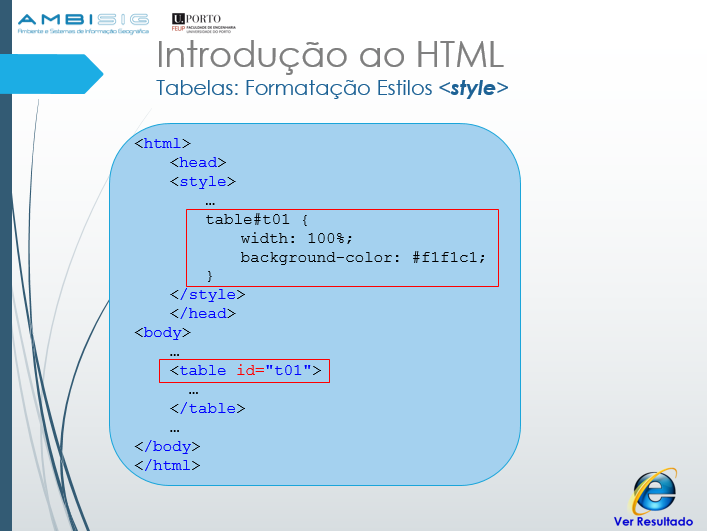 AMBISIG
Ambiente e Sistemas de Informação Geográfica
U. PORTO
FEUP FACULDADE DE ENGENHARIA
UNIVERSIDADE DO PORTO
Introdução ao HTML
Tabelas: Formatação Estilos <style>
<html>
<head>
<style>
…
table#t01 {
width: 100%;
background-color: #f1f1c1;
}
</style>
</head>
<body>
…
<table id="t01">
…
</table>
…
</body>
</html>
Ver Resultado